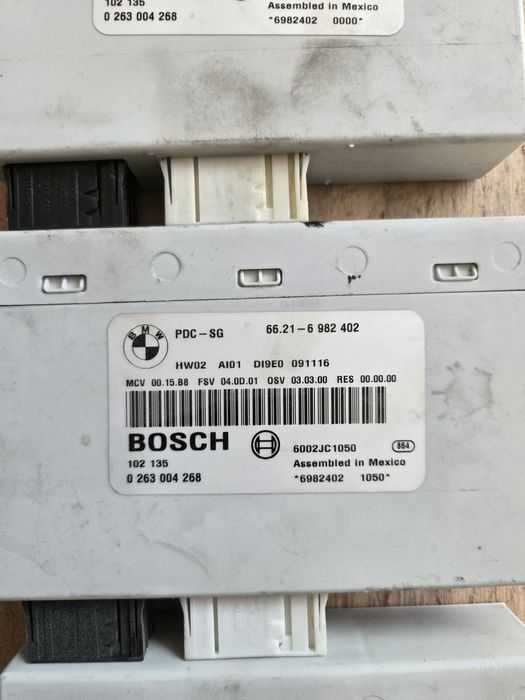 102 135
Assembled in Mexico
0 263 004 268
*6982402 0000*
BMW
PDC-SG 66.21-6 982 402
HW02 AI01 DI9E0 091116
MCV 00.15.B8 FSV 04.0D.01 OSV 03.03.00 RES 00.00.00
BOSCH
6002JC1050
864
102 135
Assembled in Mexico
0 263 004 268
*6982402 1050*